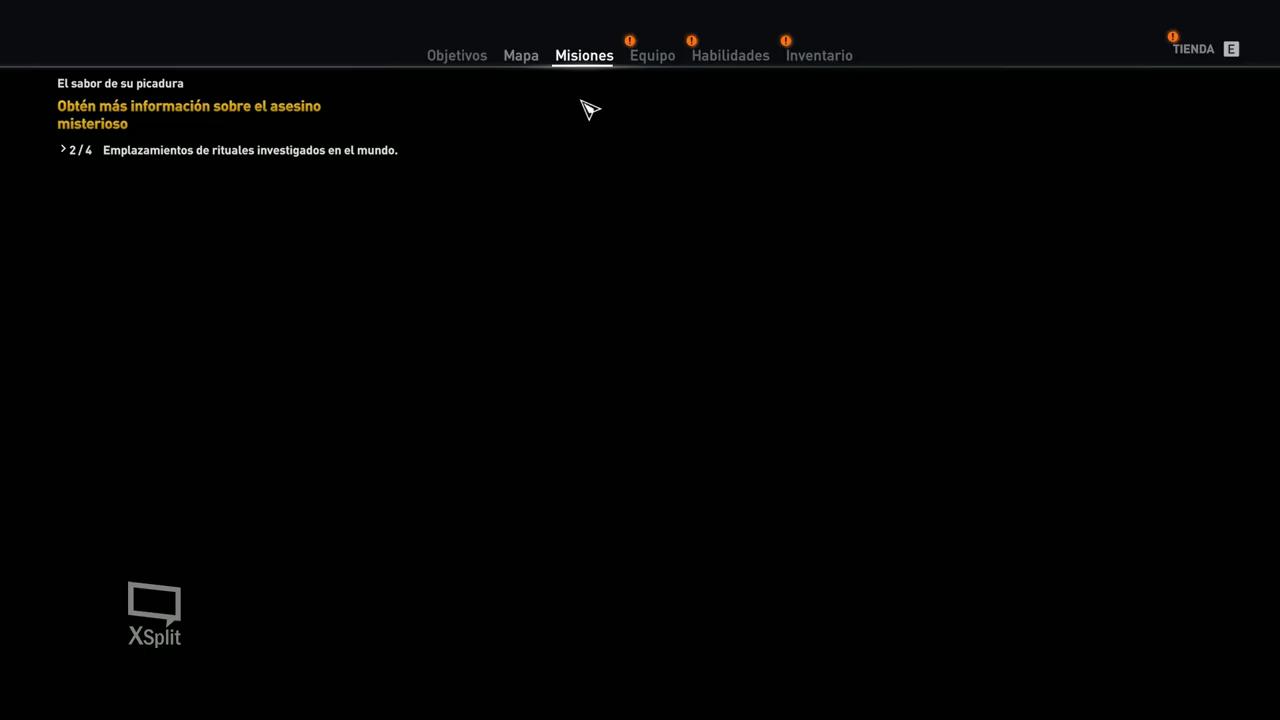 Objetivos Mapa Misiones Equipo Habilidades Inventario
TIENDA E
El sabor de su picadura
Obtén más información sobre el asesino
misterioso
> 2 / 4 Emplazamientos de rituales investigados en el mundo.
XSplit